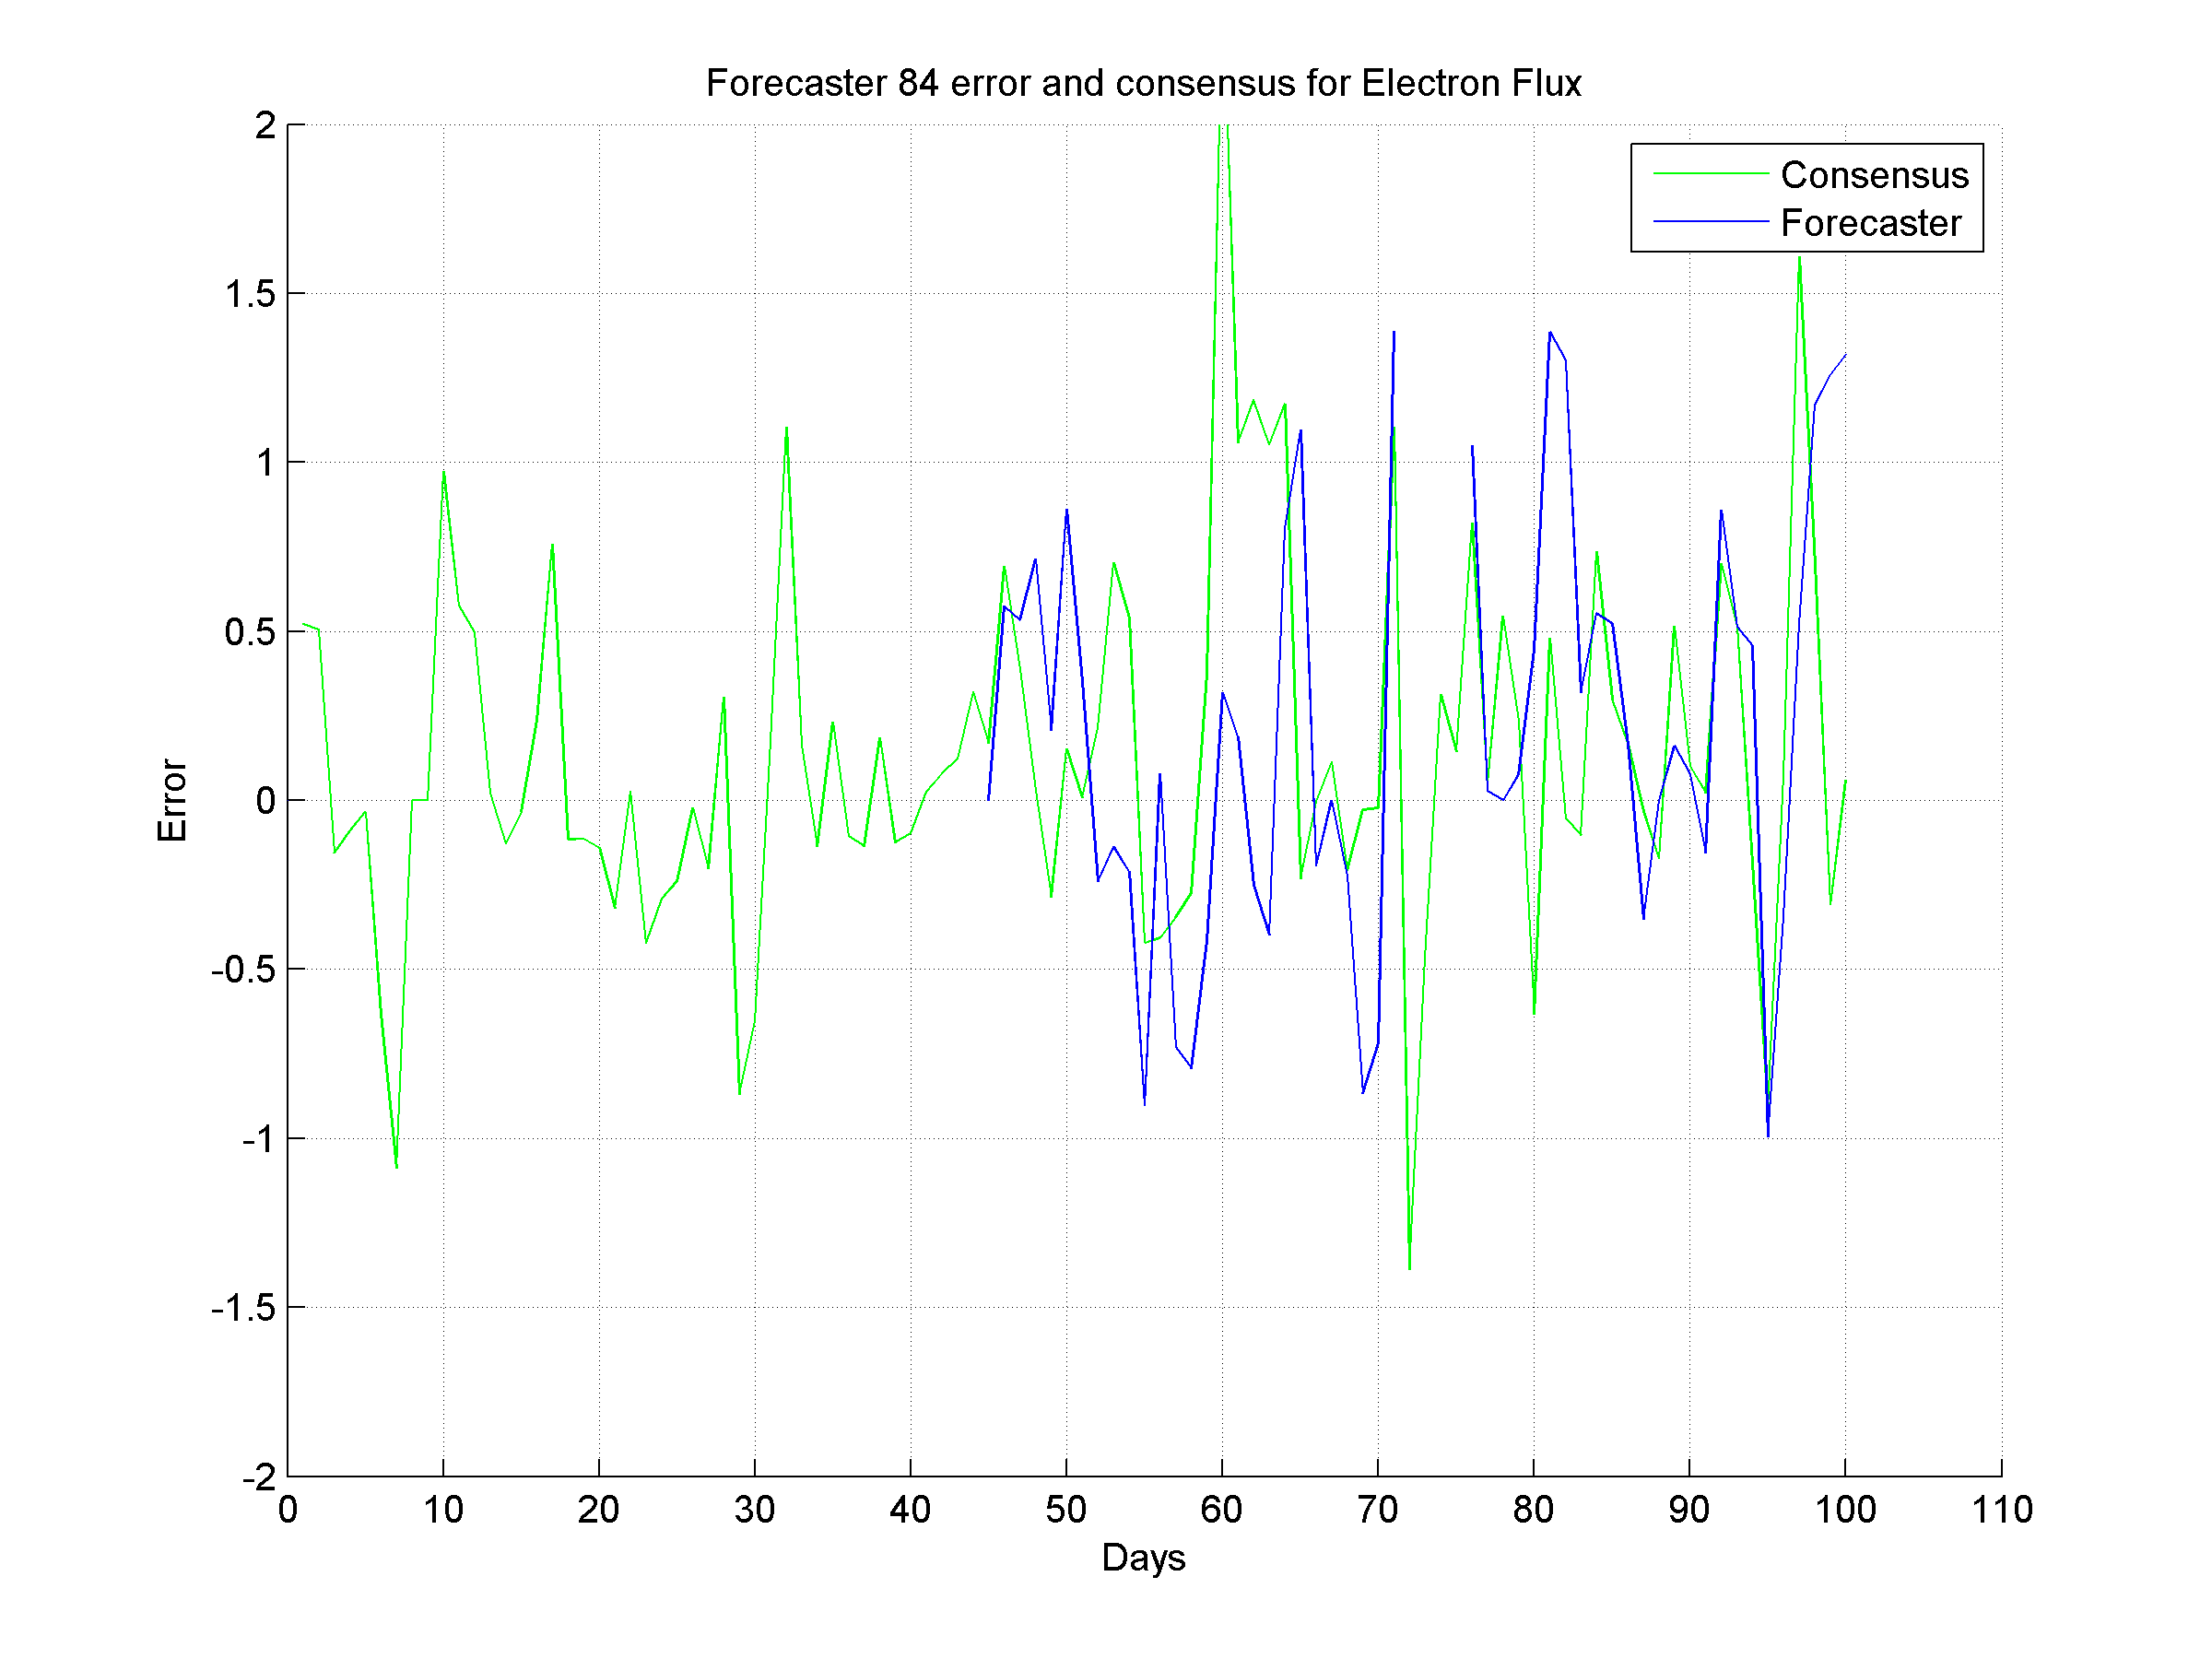 Forecaster 84 error and consensus for Electron Flux
Consensus
Forecaster
2
1.5
1
0.5
0
-0.5
-1
-1.5
-2
Error
0 10 20 30 40 50 60 70 80 90 100 110
Days